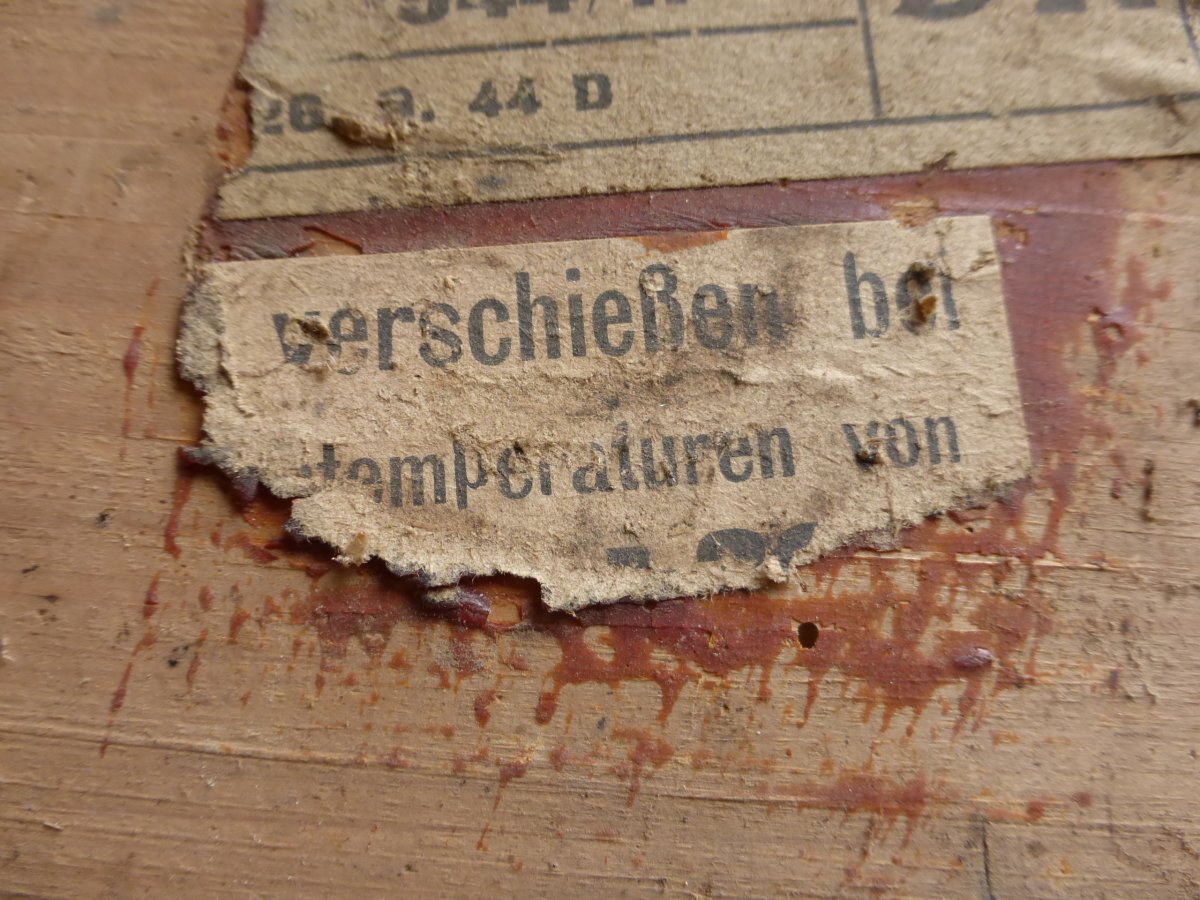 26. 9. 44 D
verschießen bei
temperaturen von